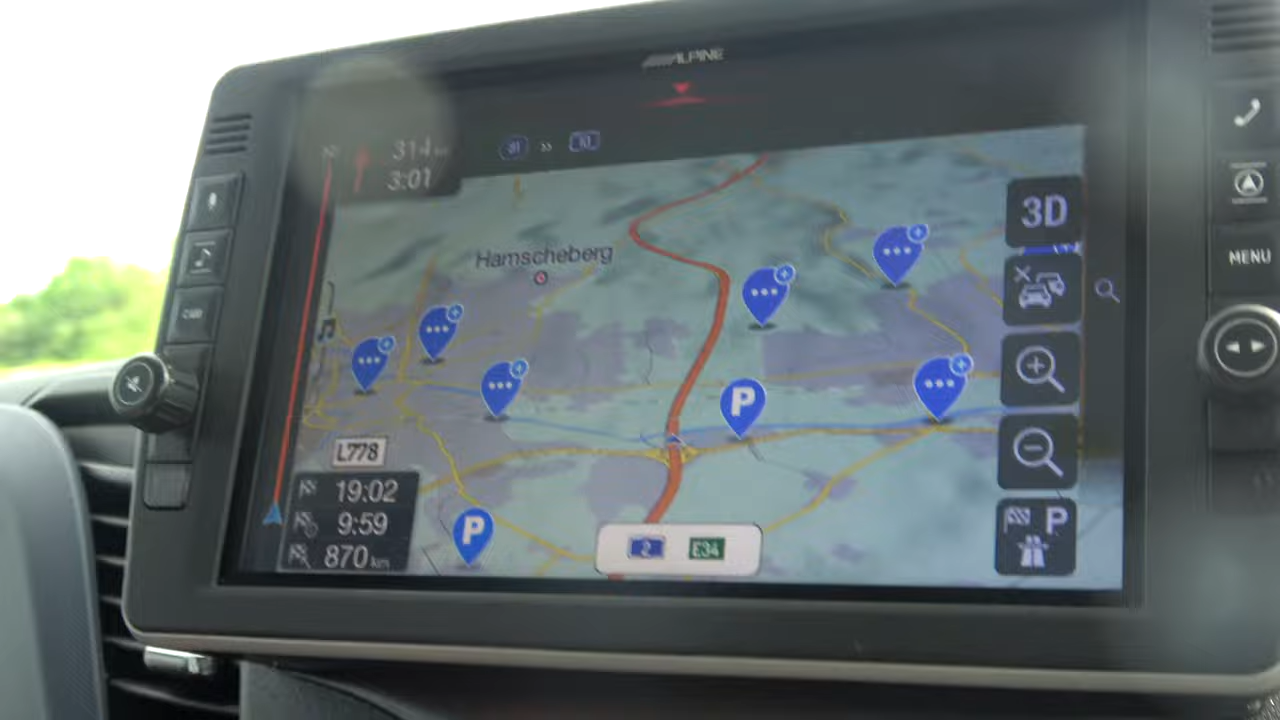 ALPINE
314
3:01
3D
Hamscheberg
MENU
P
L778
19:02
9:59
870 km
P
2 E34
P